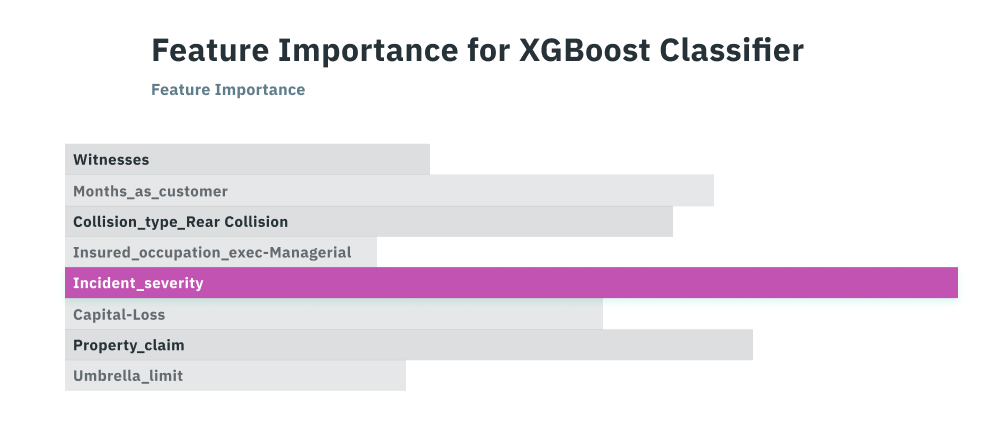 Feature Importance for XGBoost Classifier
Feature Importance
Witnesses
Months_as_customer
Collision_type_Rear Collision
Insured_occupation_exec-Managerial
Incident_severity
Capital-Loss
Property_claim
Umbrella_limit